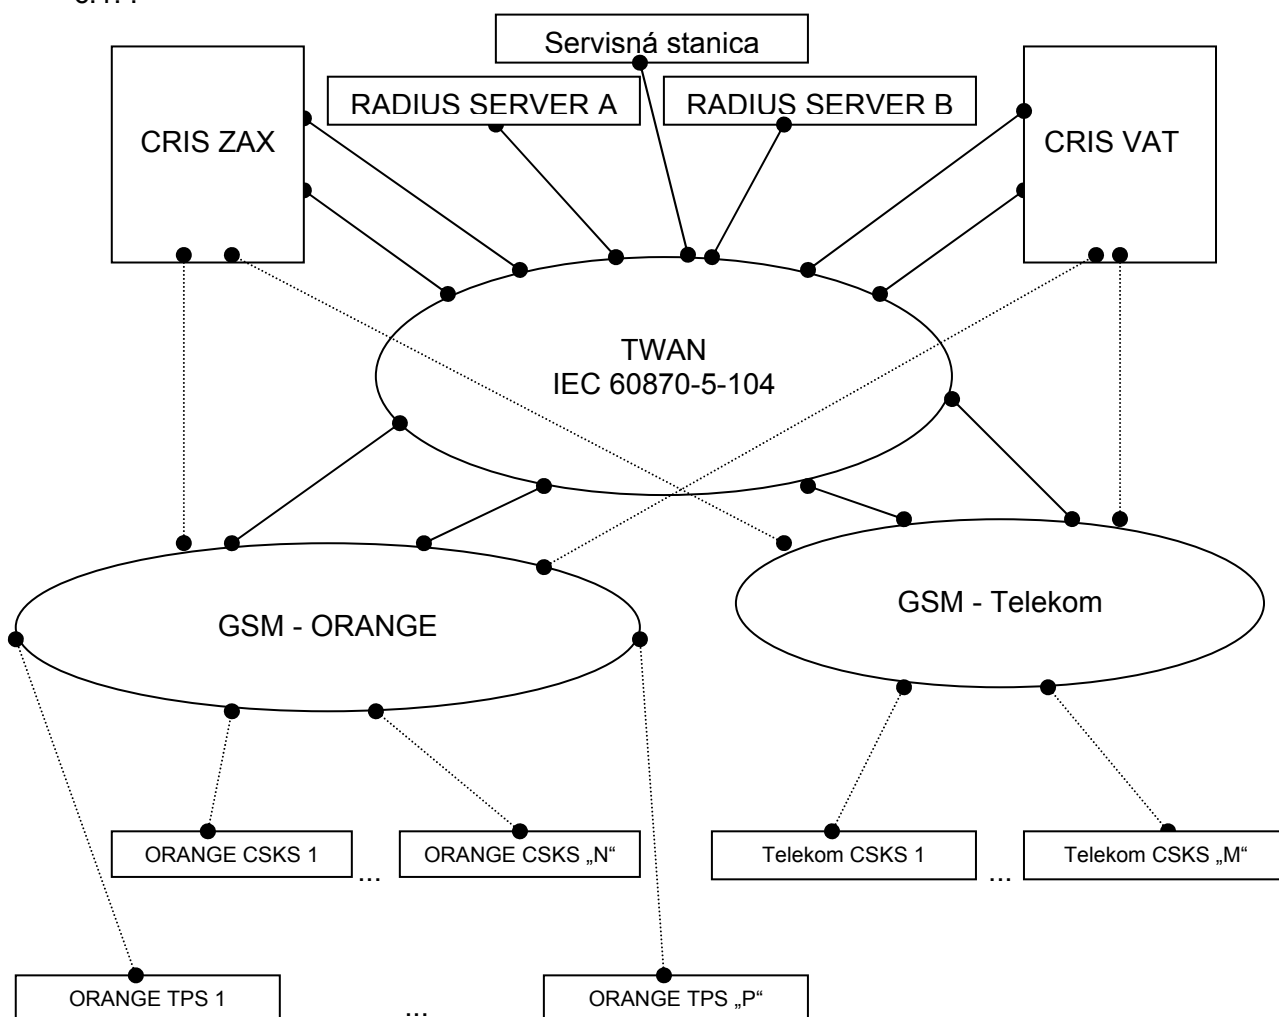 Servisná stanica
RADIUS SERVER A
RADIUS SERVER B
CRIS ZAX
CRIS VAT
TWAN
IEC 60870-5-104
GSM - ORANGE
GSM - Telekom
ORANGE CSKS 1
...
ORANGE CSKS „N“
Telekom CSKS 1
...
Telekom CSKS „M“
ORANGE TPS 1
...
ORANGE TPS „P“